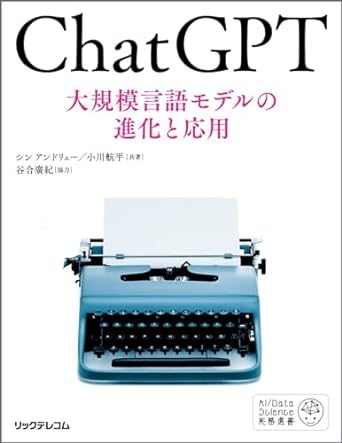 ChatGPT
大規模言語モデルの
進化と応用
シン アンドリュー／小川航平［共著］
谷合廣紀［協力］
リックテレコム
AI/Data
Science
実務選書